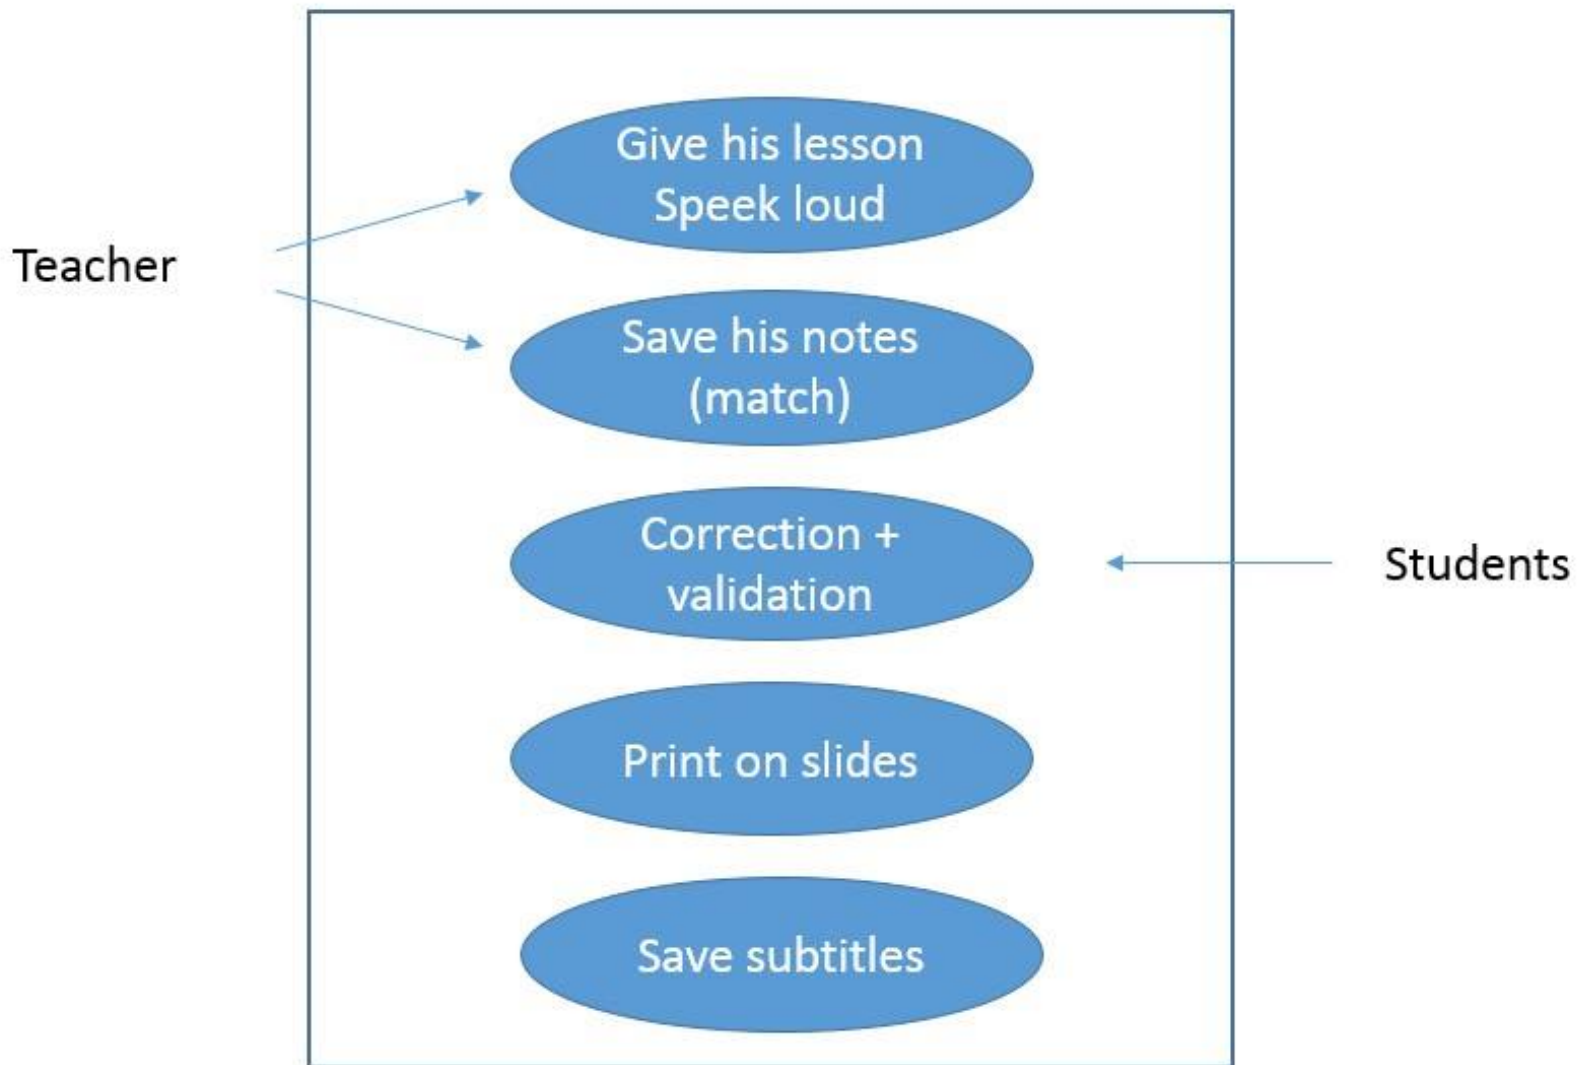 Give his lesson
Speek loud
Teacher
Save his notes
(match)
Correction +
validation
Students
Print on slides
Save subtitles